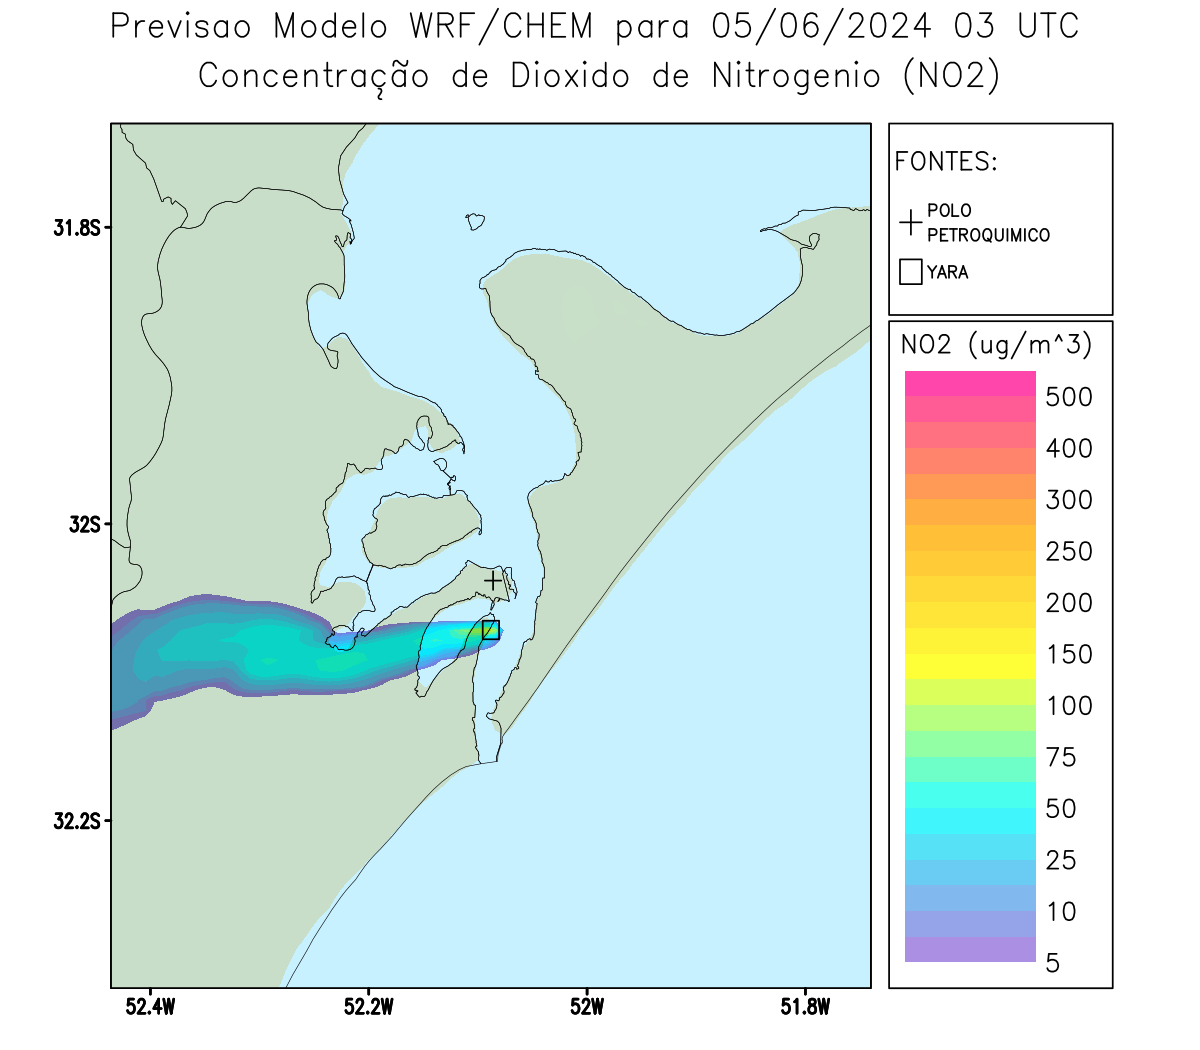 Previsao Modelo WRF/CHEM para 05/06/2024 03 UTC
Concentração de Dioxido de Nitrogenio (NO2)
FONTES:
POLO
PETROQUIMICO
YARA
NO2 (ug/m^3)
500
400
300
250
200
150
100
75
50
25
10
5
31.8S
32S
32.2S
52.4W
52.2W
52W
51.8W